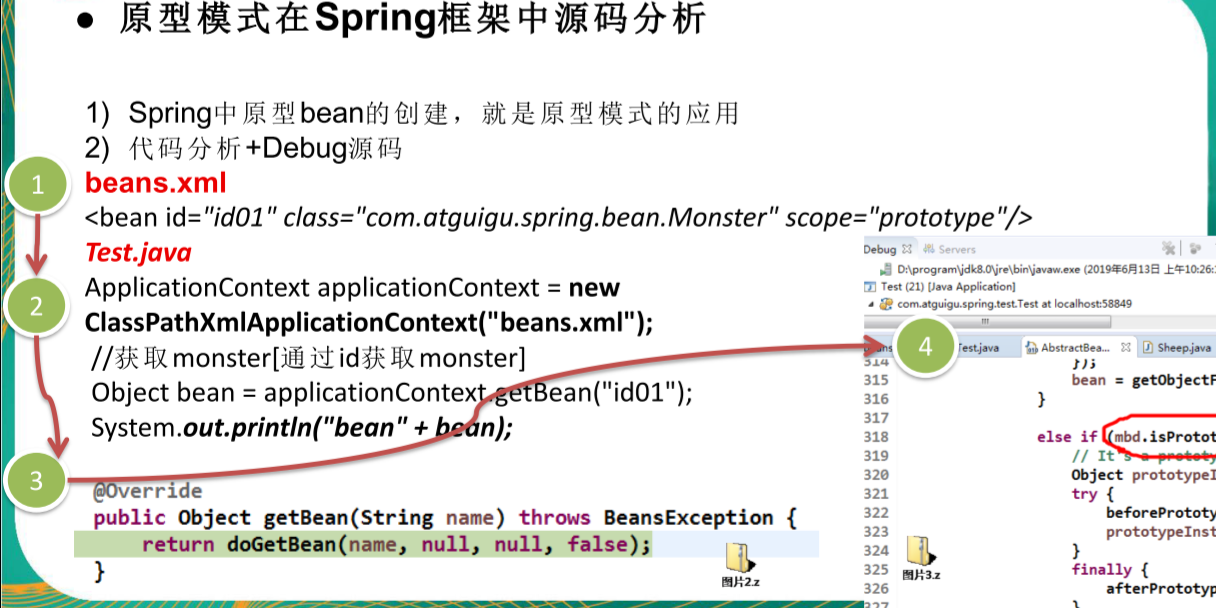 ● 原型模式在Spring框架中源码分析
1) Spring中原型bean的创建，就是原型模式的应用
2) 代码分析+Debug源码
1
beans.xml
<bean id="id01" class="com.atguigu.spring.bean.Monster" scope="prototype"/>
Test.java
2
ApplicationContext applicationContext = new
ClassPathXmlApplicationContext("beans.xml");
//获取monster[通过id获取monster]
Object bean = applicationContext.getBean("id01");
System.out.println("bean" + bean);
3
@Override
public Object getBean(String name) throws BeansException {
return doGetBean(name, null, null, false);
}
图片2.z
Debug Servers
D:\program\jdk8.0\jre\bin\javaw.exe (2019年6月13日 上午10:26:
Test (21) [Java Application]
com.atguigu.spring.test.Test at localhost:58849
4
Test.java AbstractBea... Sheep.java
314 });
315 bean = getObjectF
316 }
317
318 else if (mbd.isProtot
319 // It's a prototy
320 Object prototypeI
321 try {
322 beforePrototy
323 prototypeInst
324 }
325 finally {
326 afterPrototyp
327 }
图片3.z